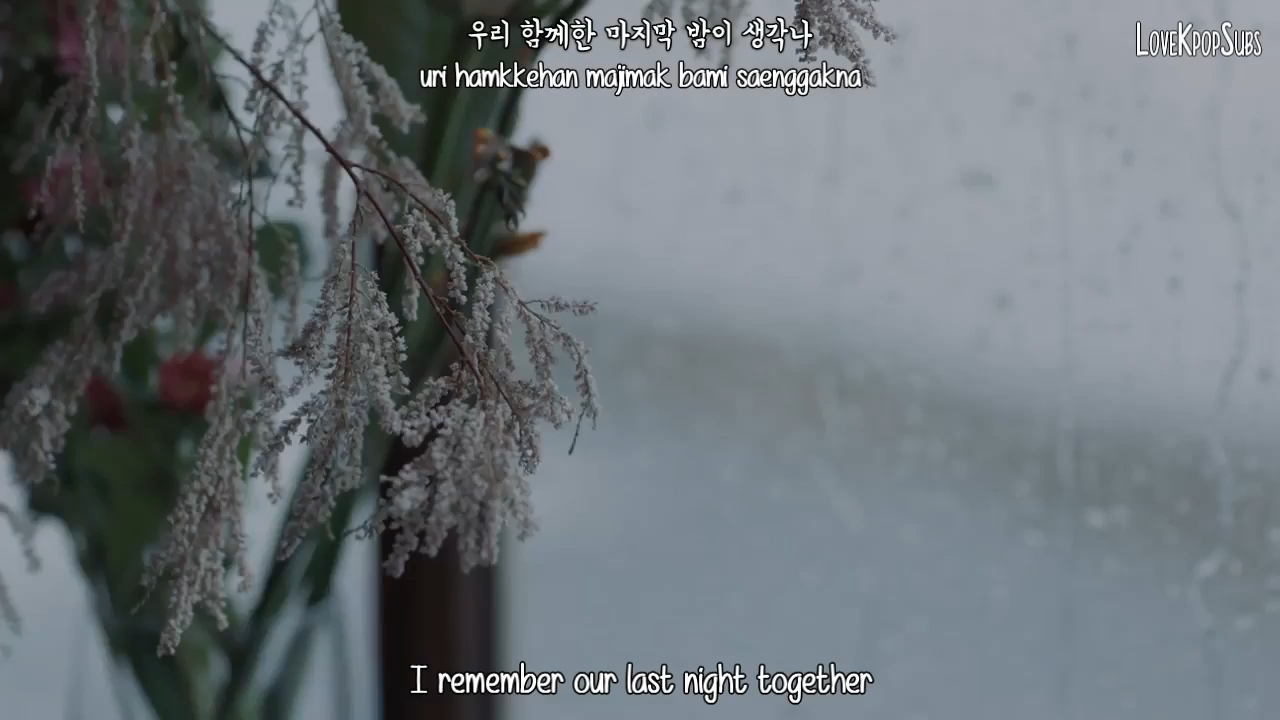 우리 함께한 마지막 밤이 생각나
uri hamkkehan majimak bami saenggakna
LoveKpopSubs
I remember our last night together